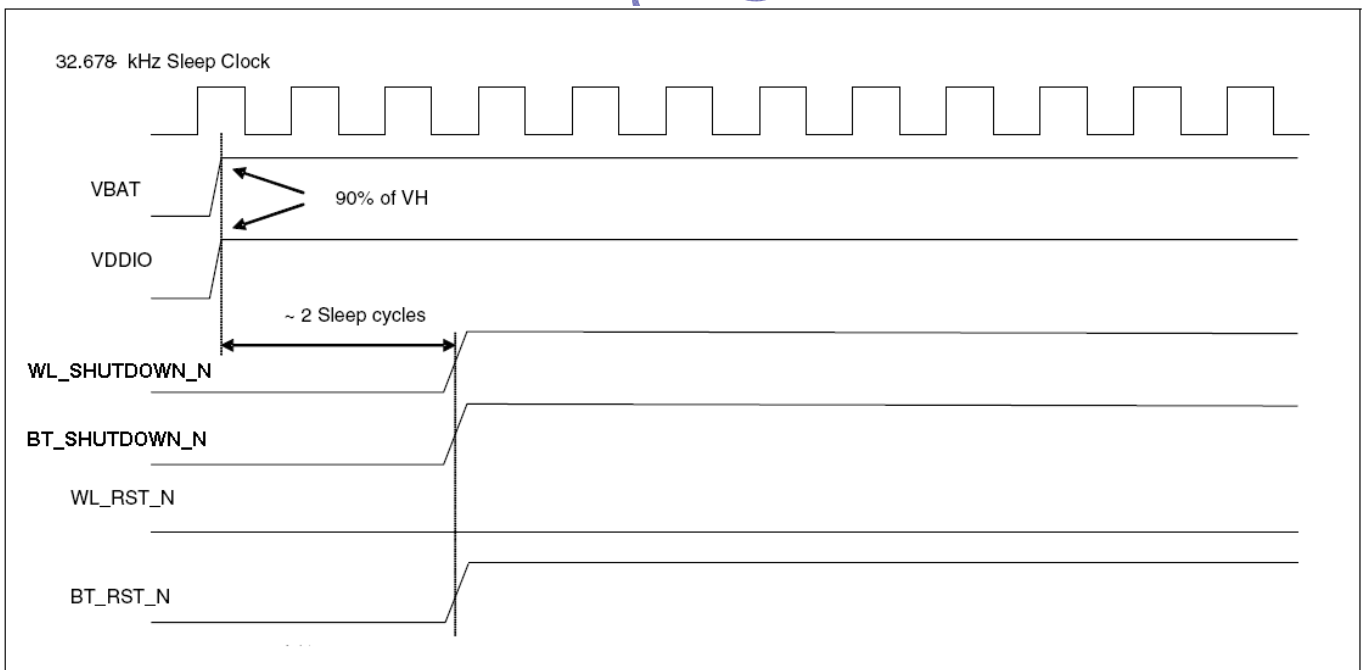 32.678- kHz Sleep Clock
VBAT
90% of VH
VDDIO
~ 2 Sleep cycles
WL_SHUTDOWN_N
BT_SHUTDOWN_N
WL_RST_N
BT_RST_N